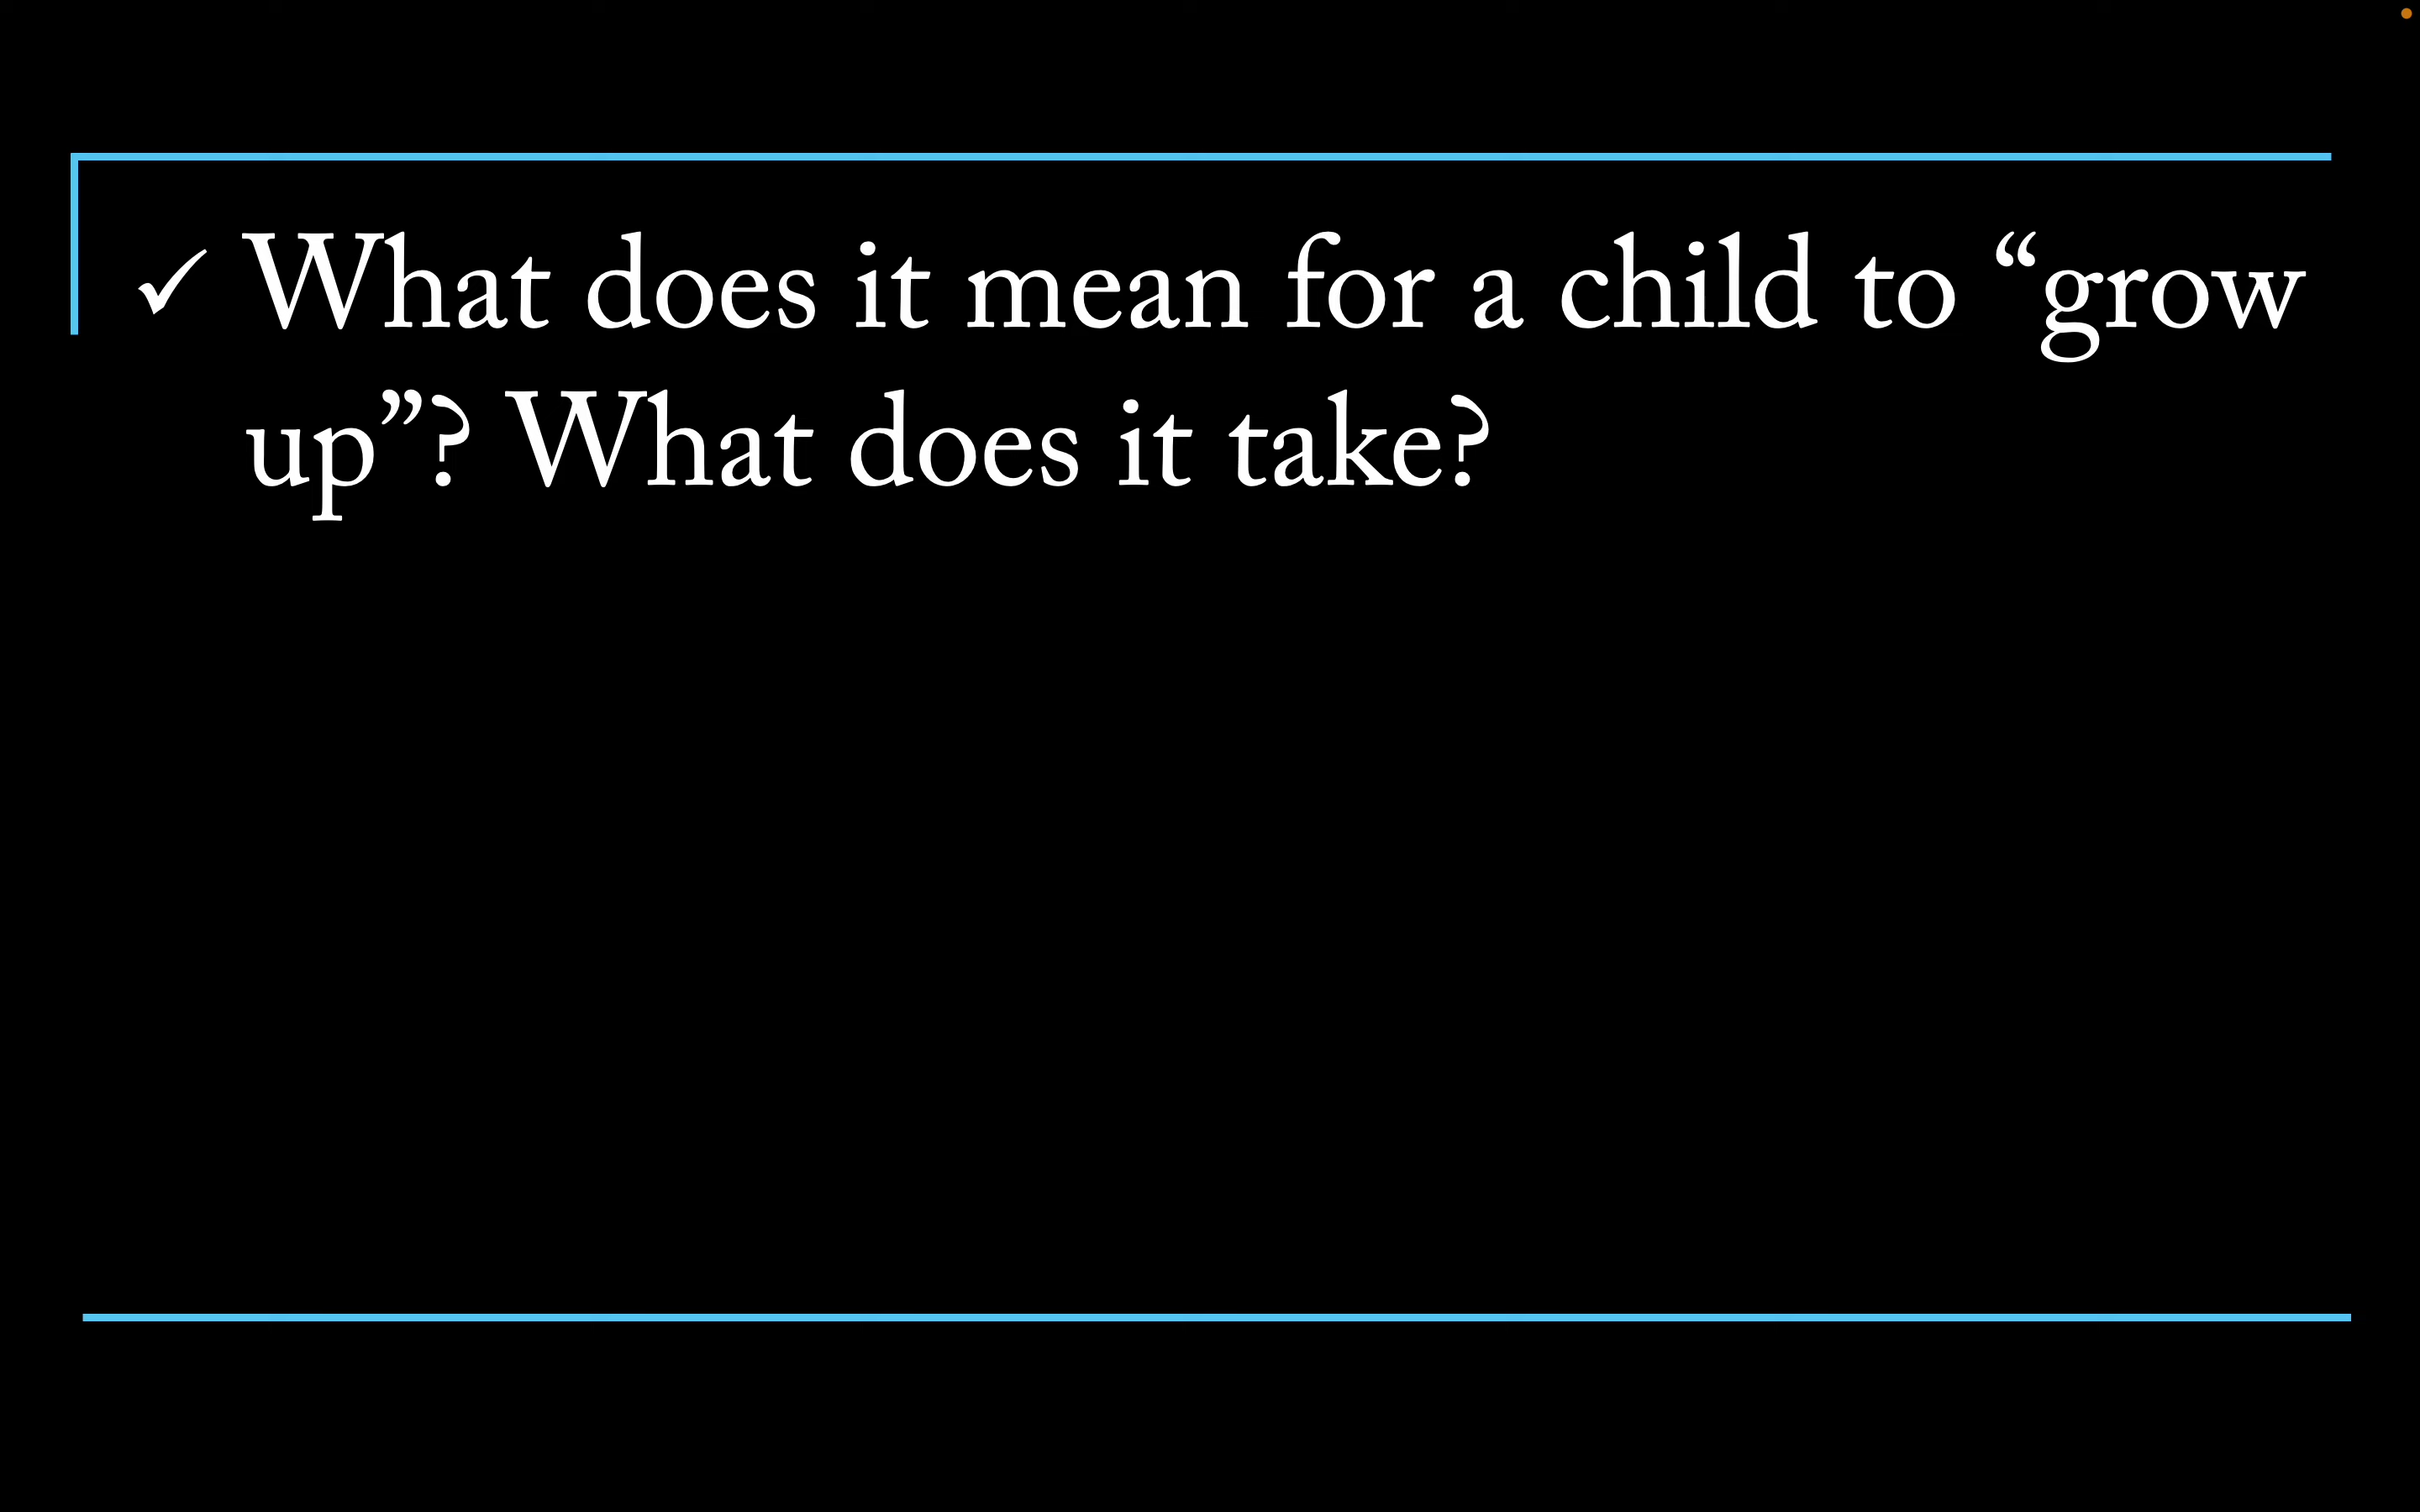 ✓ What does it mean for a child to “grow
up”? What does it take?